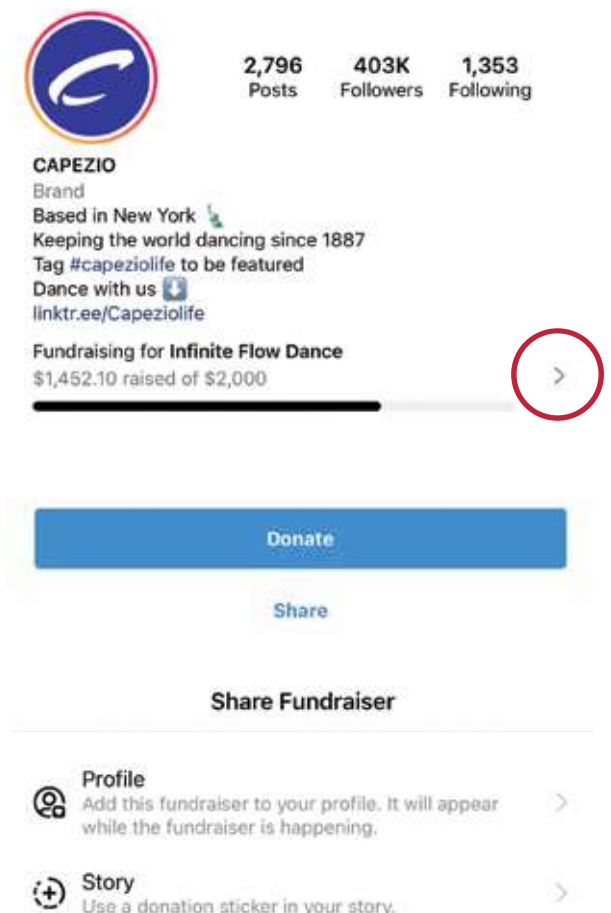 2,796 403K 1,353
Posts Followers Following
CAPEZIO
Brand
Based in New York 🗽
Keeping the world dancing since 1887
Tag #capeziolife to be featured
Dance with us ⬇️
linktr.ee/Capeziolife
Fundraising for Infinite Flow Dance
$1,452.10 raised of $2,000
Donate
Share
Share Fundraiser
Profile
Add this fundraiser to your profile. It will appear
while the fundraiser is happening.
Story
Use a donation sticker in your story.